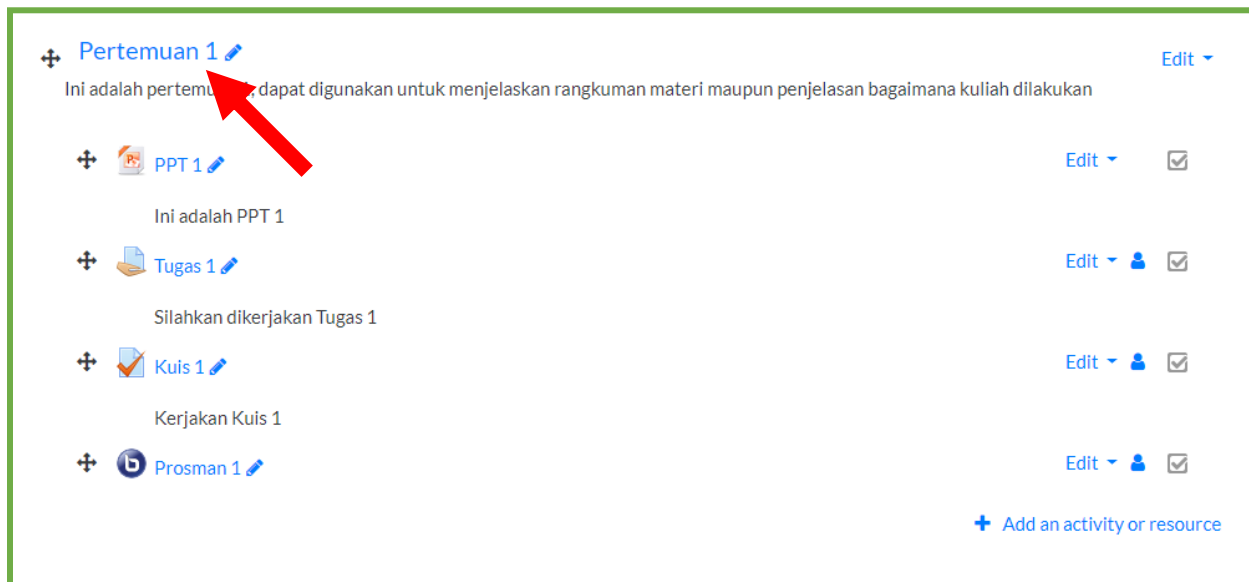 Pertemuan 1
Edit
Ini adalah pertemu , dapat digunakan untuk menjelaskan rangkuman materi maupun penjelasan bagaimana kuliah dilakukan
PPT 1
Edit
Ini adalah PPT 1
Tugas 1
Edit
Silahkan dikerjakan Tugas 1
Kuis 1
Edit
Kerjakan Kuis 1
Prosman 1
Edit
Add an activity or resource